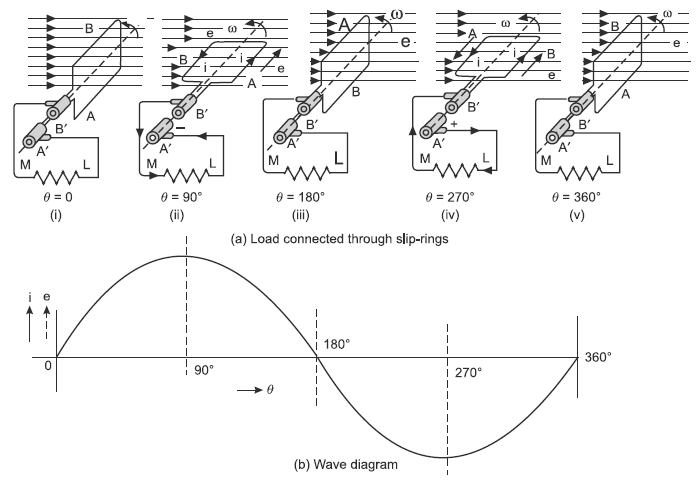 B
A
B′
A′
M
L
θ = 0
(i)
ω
e
B
i
i
e
A
B′
−
A′
M
L
θ = 90°
(ii)
A
ω
e
B
B′
A′
M
L
θ = 180°
(iii)
ω
e
A
i
i
B
e
B′
+
A′
M
L
θ = 270°
(iv)
ω
B
e
A
B′
A′
M
L
θ = 360°
(v)
(a) Load connected through slip-rings
i e
0
90°
θ
180°
270°
360°
(b) Wave diagram